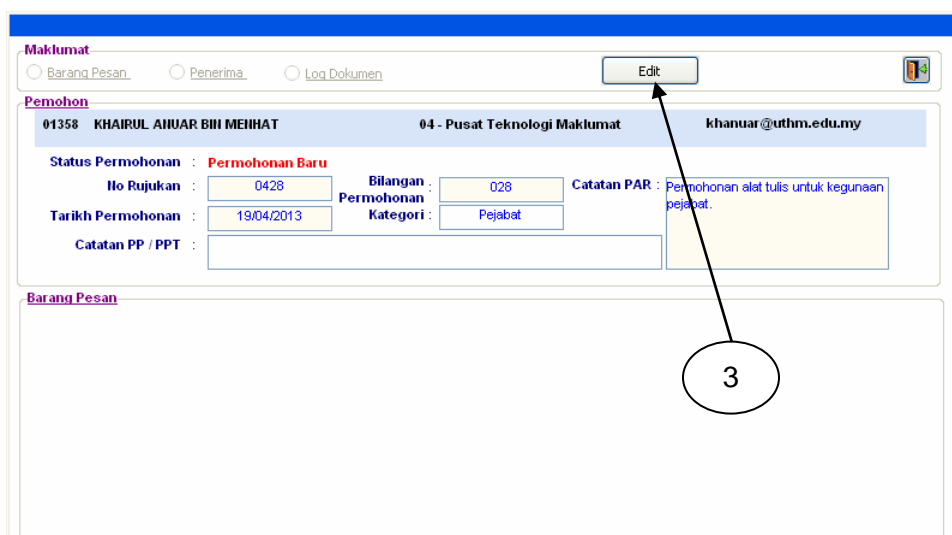 Maklumat
Barang Pesan Penerima Log Dokumen Edit
Pemohon
01358 KHAIRUL ANUAR BIN MENHAT 04 - Pusat Teknologi Maklumat khanuar@uthm.edu.my
Status Permohonan : Permohonan Baru
No Rujukan : 0428 Bilangan Permohonan : 028 Catatan PAR : Permohonan alat tulis untuk kegunaan pejabat.
Tarikh Permohonan : 19/04/2013 Kategori : Pejabat
Catatan PP / PPT :
Barang Pesan
3